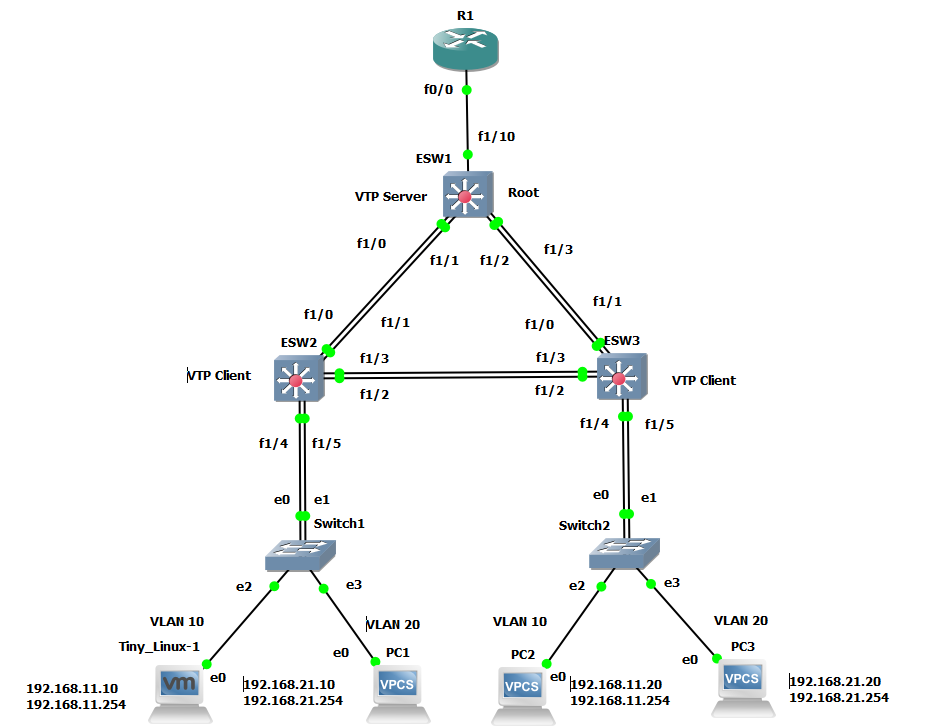 R1
f0/0
f1/10
ESW1
VTP Server
Root
f1/0
f1/1
f1/2
f1/3
f1/0
f1/1
f1/0
f1/1
ESW2
ESW3
VTP Client
f1/3
f1/3
VTP Client
f1/2
f1/2
f1/4
f1/5
f1/4
f1/5
e0
e1
e0
e1
Switch1
Switch2
e2
e3
e2
e3
VLAN 10
VLAN 20
VLAN 10
VLAN 20
Tiny_Linux-1
e0
PC1
PC2
e0
PC3
e0
vm
VPCS
e0
VPCS
VPCS
192.168.11.10
192.168.11.254
192.168.21.10
192.168.21.254
192.168.11.20
192.168.11.254
192.168.21.20
192.168.21.254